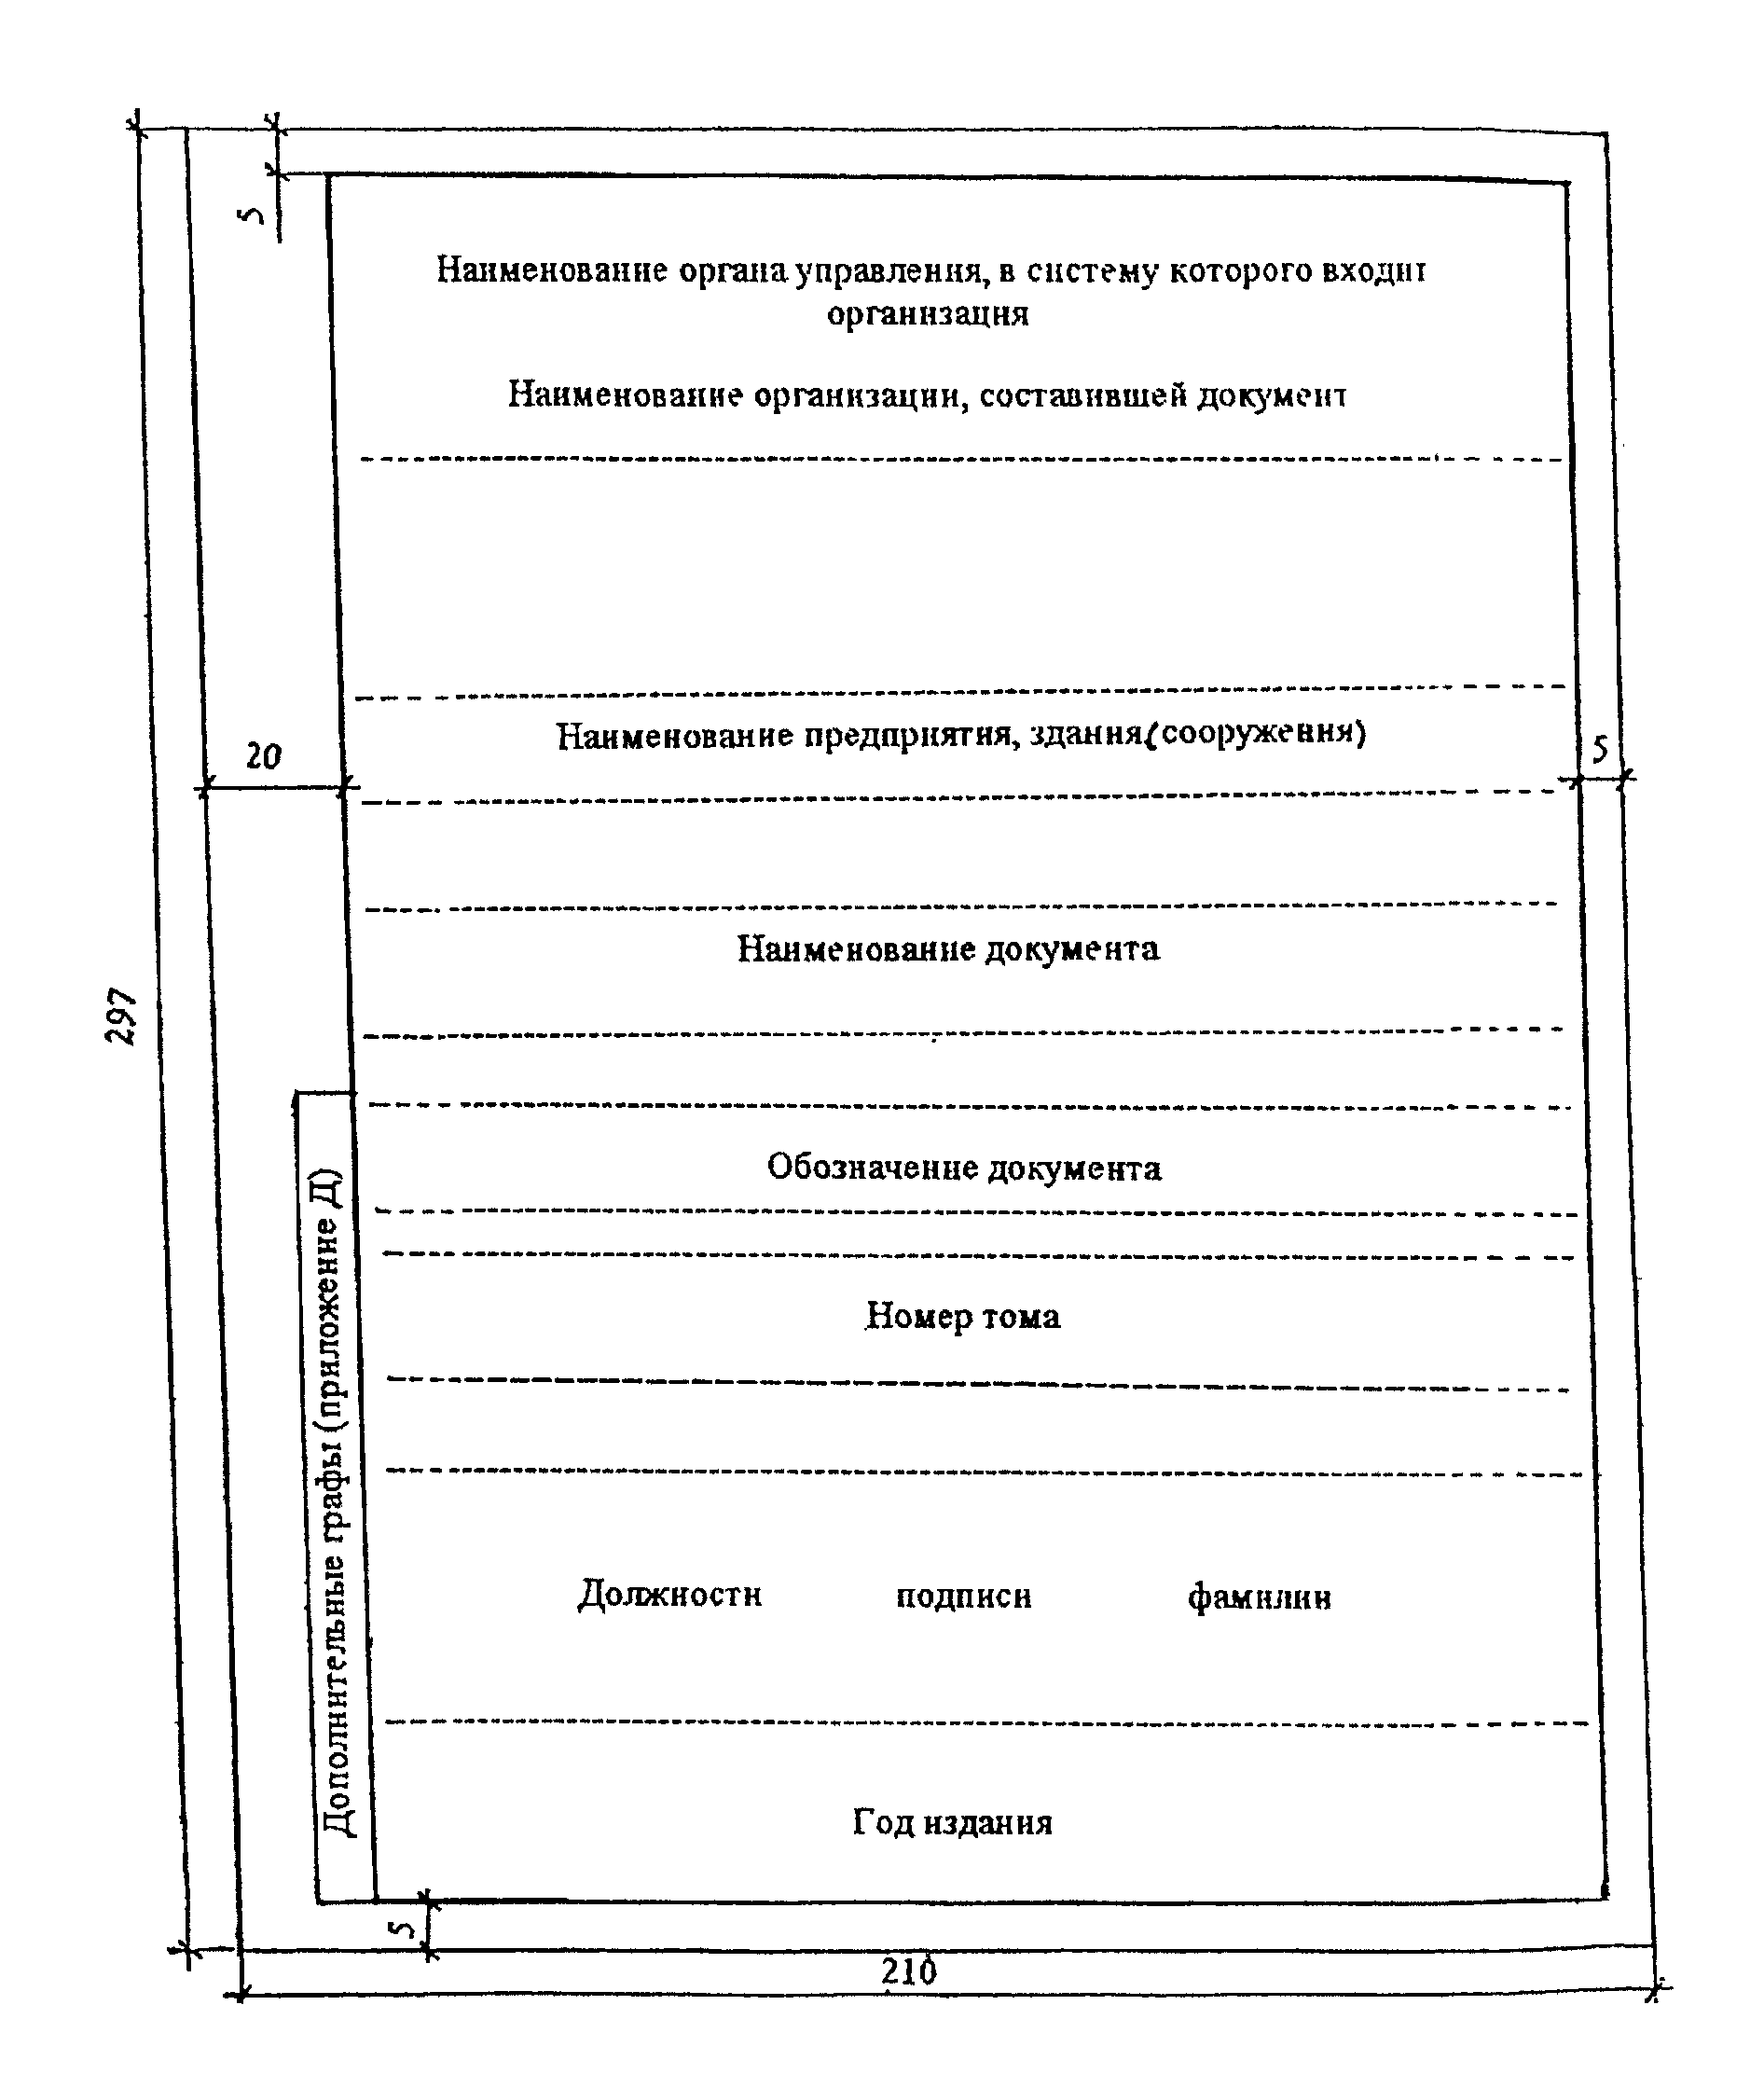 5
Наименование органа управления, в систему которого входит
организация
Наименование организации, составившей документ
Наименование предприятия, здания(сооружения)
20
5
Наименование документа
297
Обозначение документа
Дополнительные графы (приложение Д)
Номер тома
Должности подписи фамилии
Год издания
5
210